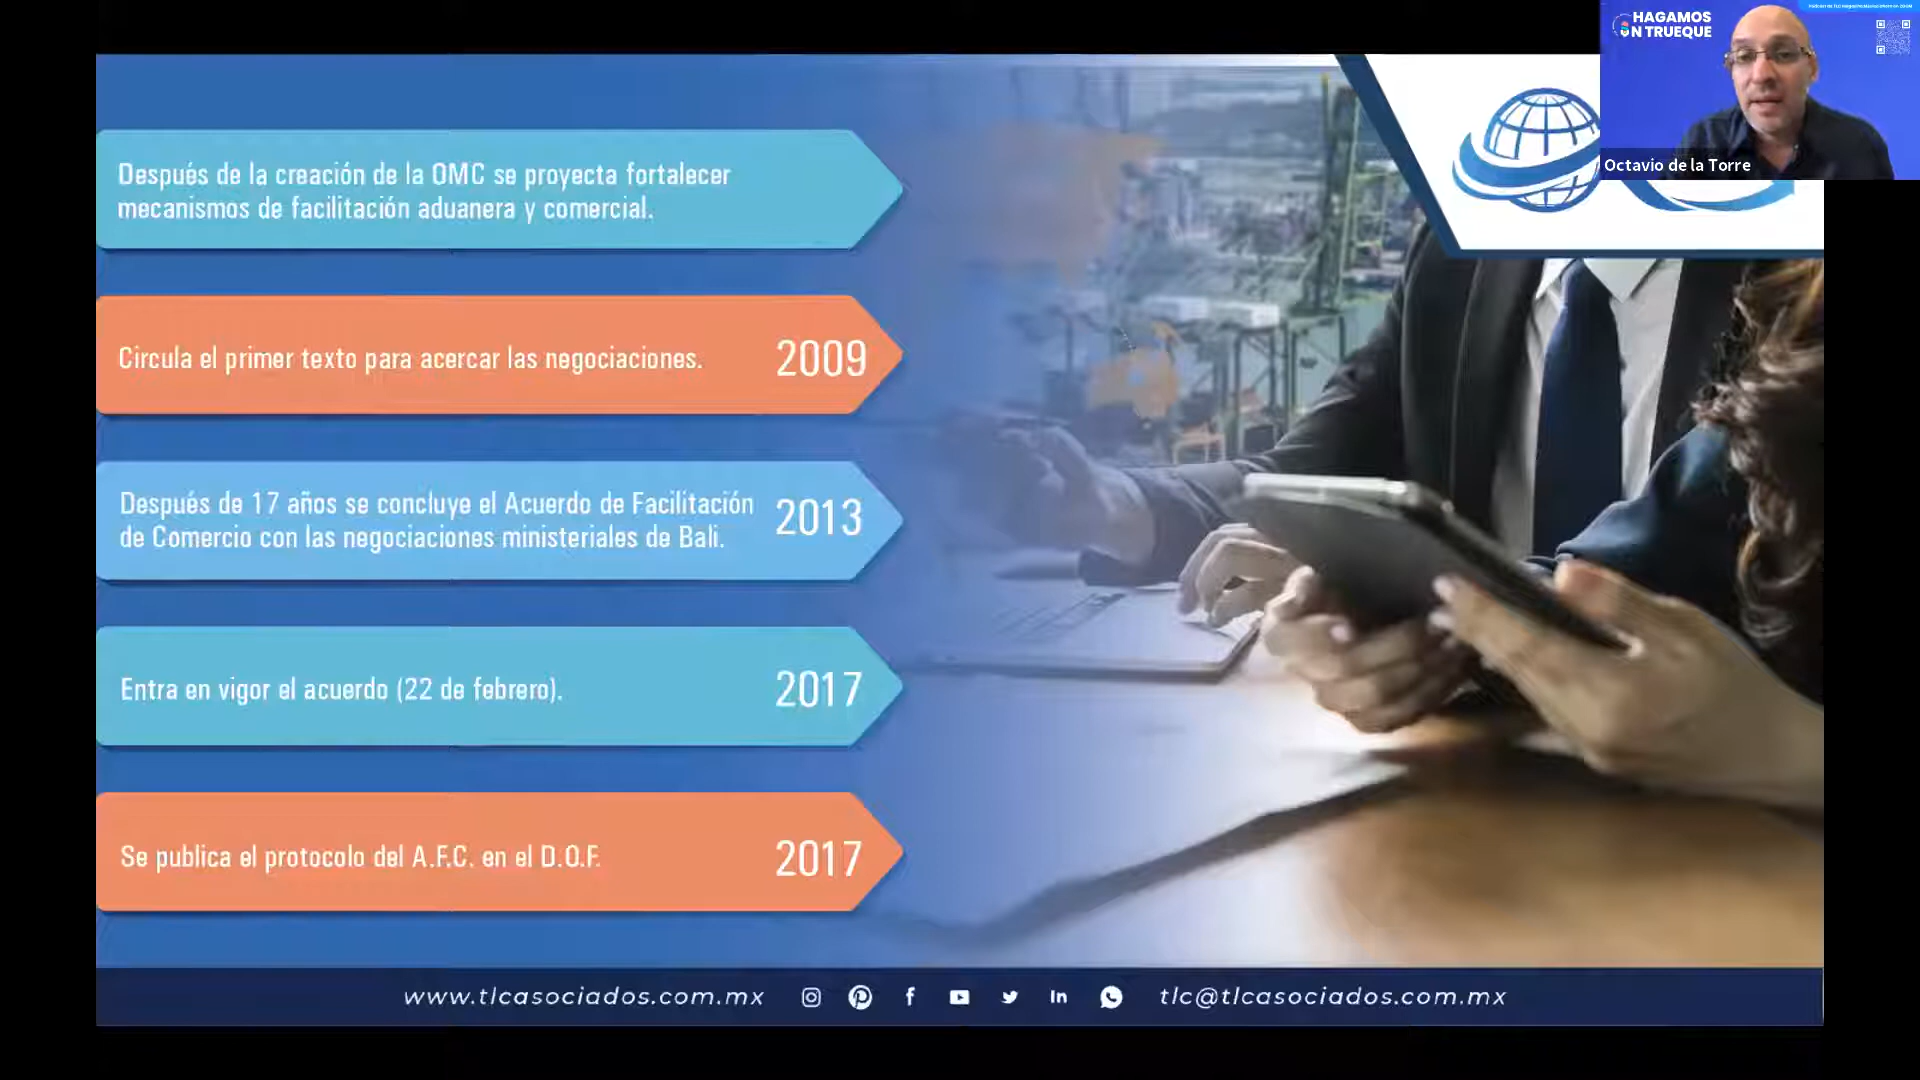 HAGAMOS
UN TRUEQUE
Octavio de la Torre
Después de la creación de la OMC se proyecta fortalecer
mecanismos de facilitación aduanera y comercial.
Circula el primer texto para acercar las negociaciones.
2009
Después de 17 años se concluye el Acuerdo de Facilitación
de Comercio con las negociaciones ministeriales de Bali.
2013
Entra en vigor el acuerdo (22 de febrero).
2017
Se publica el protocolo del A.F.C. en el D.O.F.
2017
www.tlcasociados.com.mx
tlc@tlcasociados.com.mx